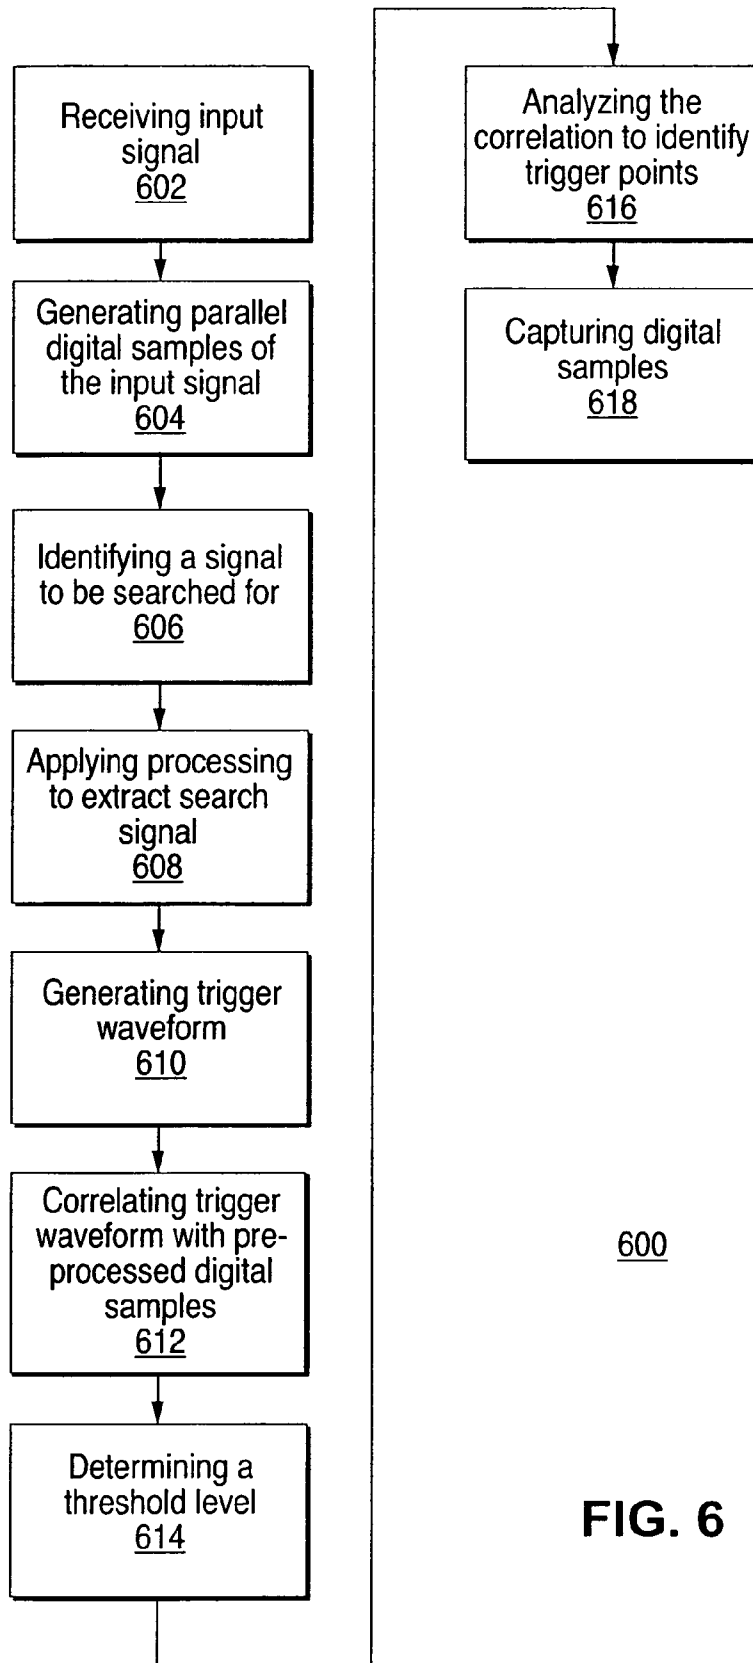 Receiving input
signal
602
Generating parallel
digital samples of
the input signal
604
Identifying a signal
to be searched for
606
Applying processing
to extract search
signal
608
Generating trigger
waveform
610
Correlating trigger
waveform with pre-
processed digital
samples
612
Determining a
threshold level
614
Analyzing the
correlation to identify
trigger points
616
Capturing digital
samples
618
600
FIG. 6